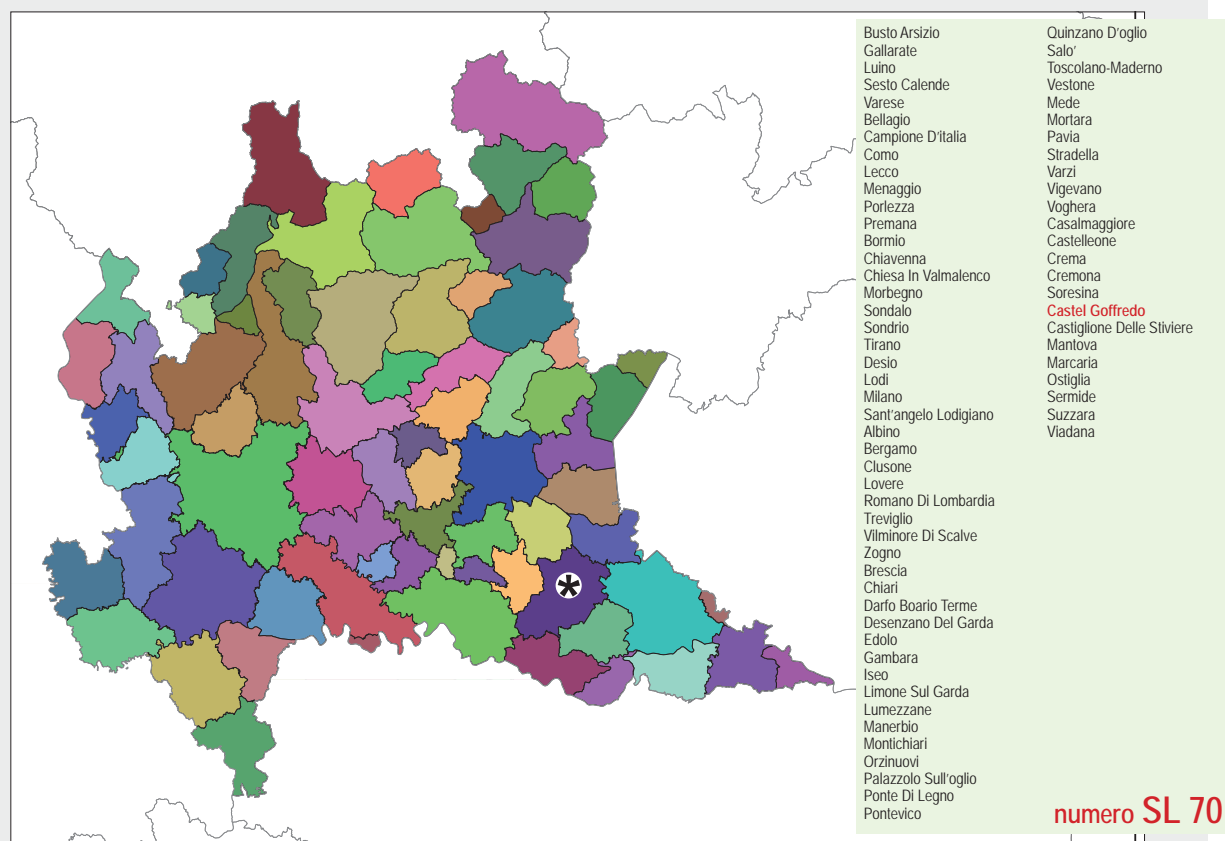 Busto Arsizio
Gallarate
Luino
Sesto Calende
Varese
Bellagio
Campione D'italia
Como
Lecco
Menaggio
Porlezza
Premana
Bormio
Chiavenna
Chiesa In Valmalenco
Morbegno
Sondalo
Sondrio
Tirano
Desio
Lodi
Milano
Sant'angelo Lodigiano
Albino
Bergamo
Clusone
Lovere
Romano Di Lombardia
Treviglio
Vilminore Di Scalve
Zogno
Brescia
Chiari
Darfo Boario Terme
Desenzano Del Garda
Edolo
Gambara
Iseo
Limone Sul Garda
Lumezzane
Manerbio
Montichiari
Orzinuovi
Palazzolo Sull'oglio
Ponte Di Legno
Pontevico
Quinzano D'oglio
Salo'
Toscolano-Maderno
Vestone
Mede
Mortara
Pavia
Stradella
Varzi
Vigevano
Voghera
Casalmaggiore
Castelleone
Crema
Cremona
Soresina
Castel Goffredo
Castiglione Delle Stiviere
Mantova
Marcaria
Ostiglia
Sermide
Suzzara
Viadana
numero SL 70